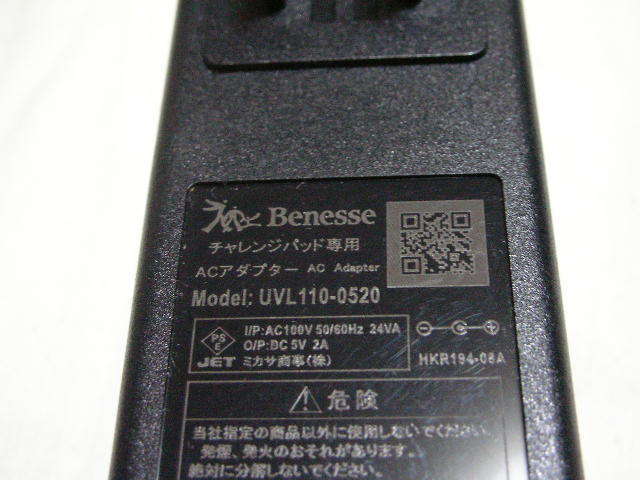 Benesse
チャレンジパッド専用
ACアダプター AC Adapter
Model: UVL110-0520
PS
E
JET
I/P:AC100V 50/60Hz 24VA
O/P:DC 5V 2A
ミカサ商事(株)
HKR194-08A
危険
当社指定の商品以外に使用しないでください。
発煙、発火のおそれがあります。
絶対に分解しないでください。